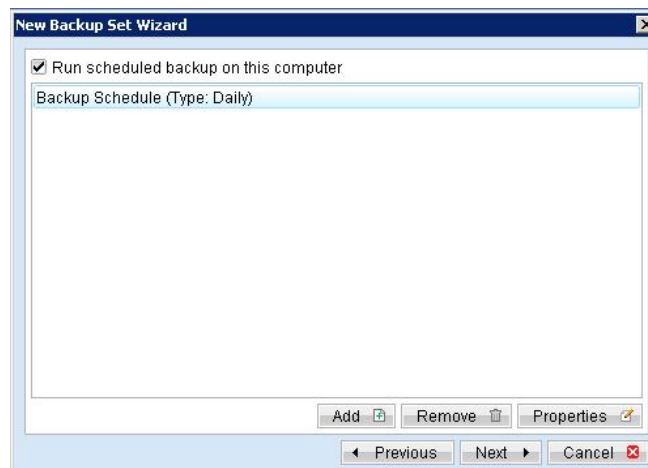 New Backup Set Wizard
Run scheduled backup on this computer
Backup Schedule (Type: Daily)
Add Remove Properties
Previous Next Cancel